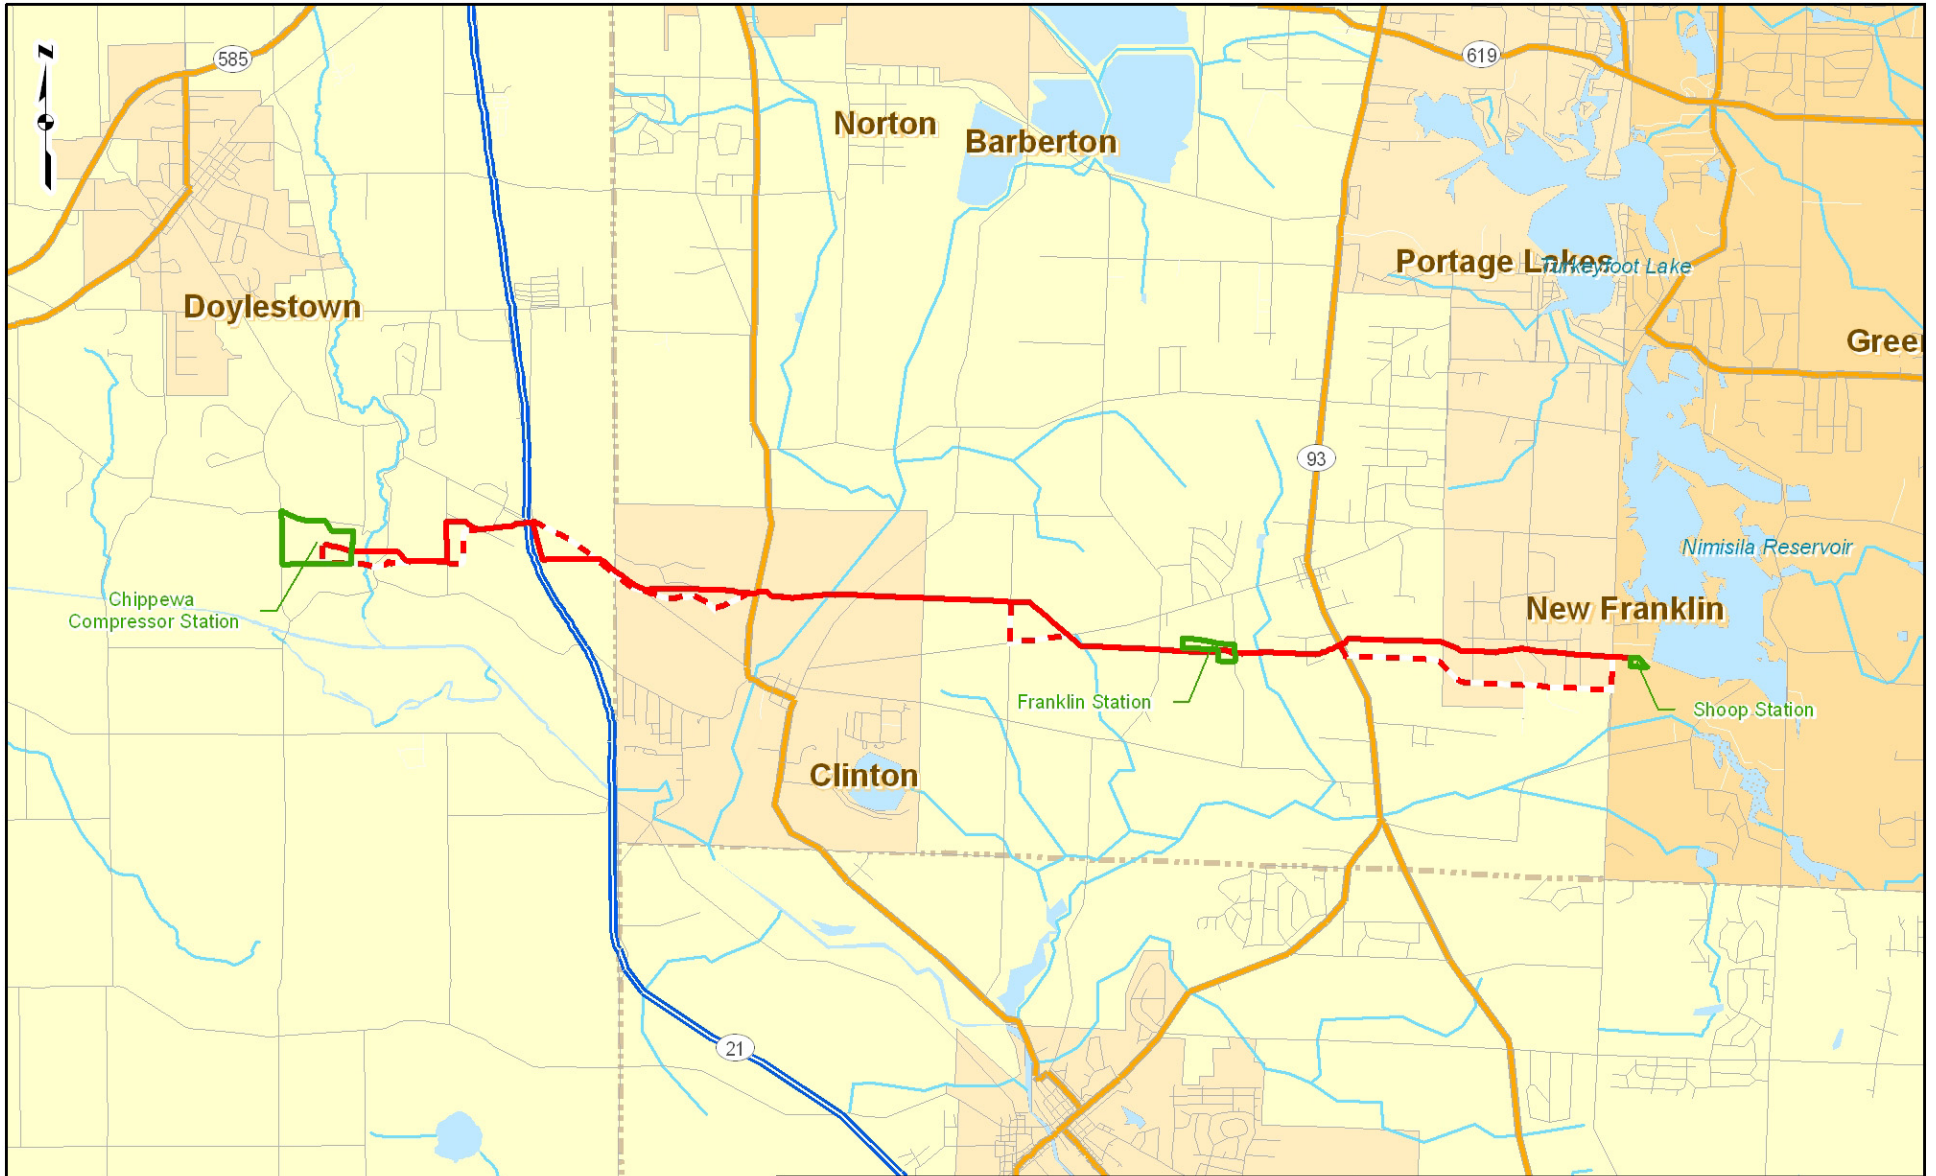 N
585
619
Norton
Barberton
Portage Lakes
Turkeyfoot Lake
Doylestown
Green
93
Nimisila Reservoir
Chippewa
Compressor Station
New Franklin
Franklin Station
Shoop Station
Clinton
21